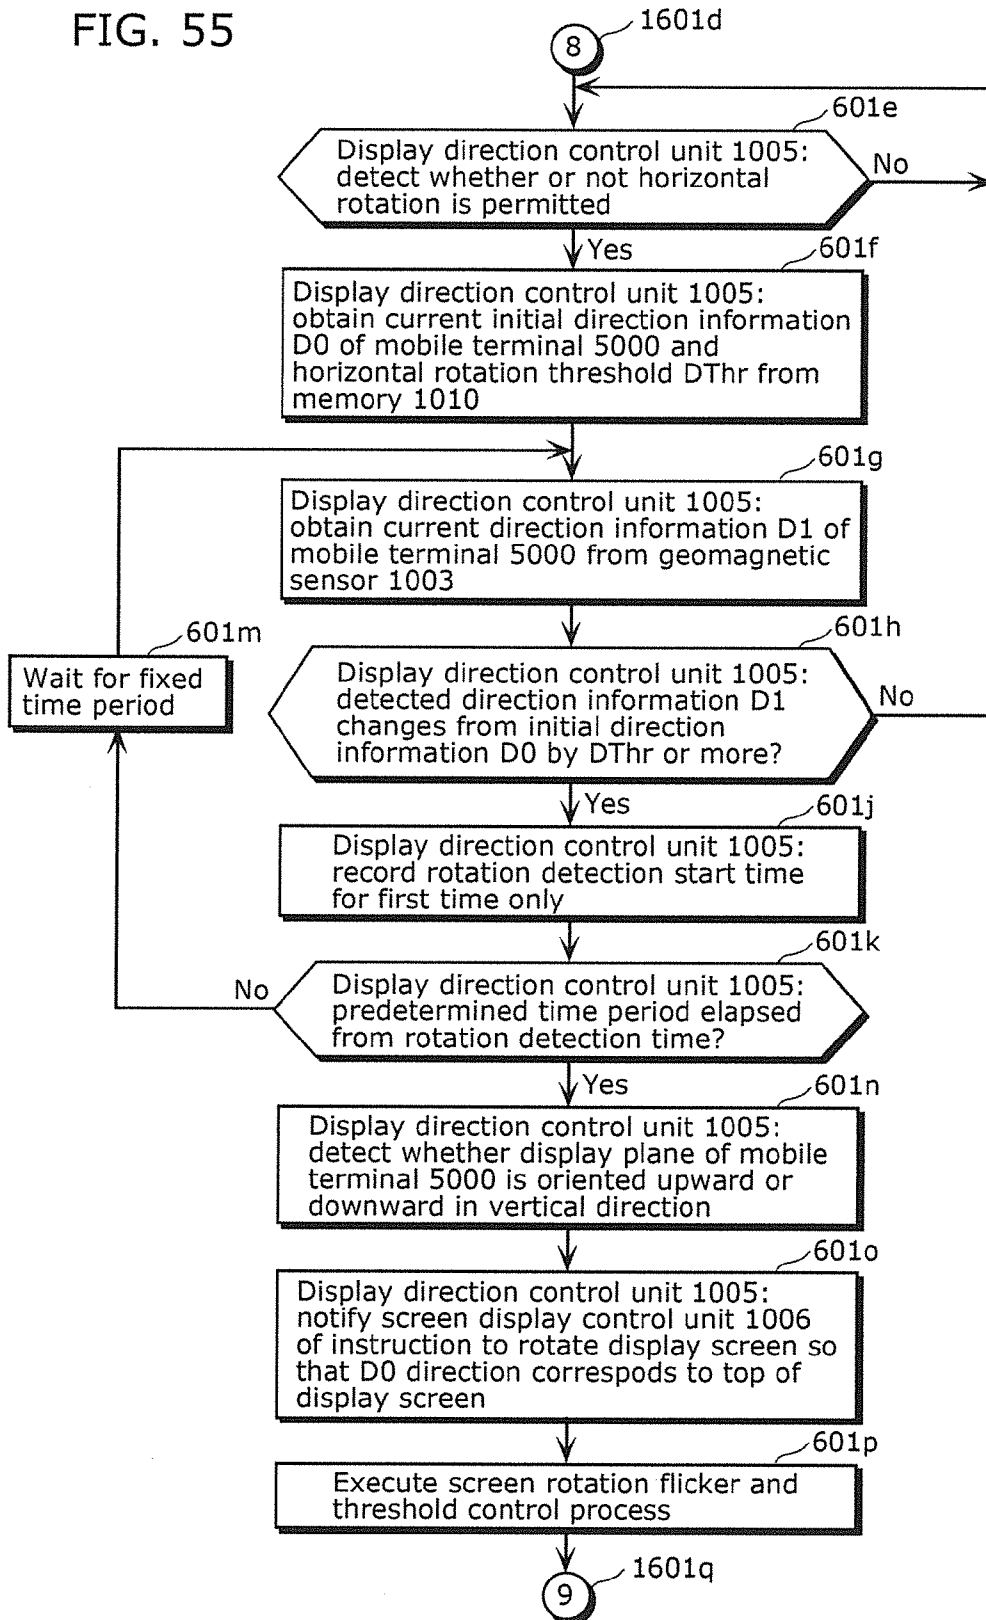 FIG. 55
8
1601d
601e
Display direction control unit 1005:
detect whether or not horizontal
rotation is permitted
No
Yes
601f
Display direction control unit 1005:
obtain current initial direction information
D0 of mobile terminal 5000 and
horizontal rotation threshold DThr from
memory 1010
601g
Display direction control unit 1005:
obtain current direction information D1 of
mobile terminal 5000 from geomagnetic
sensor 1003
601m
Wait for fixed
time period
601h
Display direction control unit 1005:
detected direction information D1
changes from initial direction
information D0 by DThr or more?
No
Yes
601j
Display direction control unit 1005:
record rotation detection start time
for first time only
601k
Display direction control unit 1005:
predetermined time period elapsed
from rotation detection time?
No
Yes
601n
Display direction control unit 1005:
detect whether display plane of mobile
terminal 5000 is oriented upward or
downward in vertical direction
601o
Display direction control unit 1005:
notify screen display control unit 1006
of instruction to rotate display screen so
that D0 direction correspods to top of
display screen
601p
Execute screen rotation flicker and
threshold control process
9
1601q